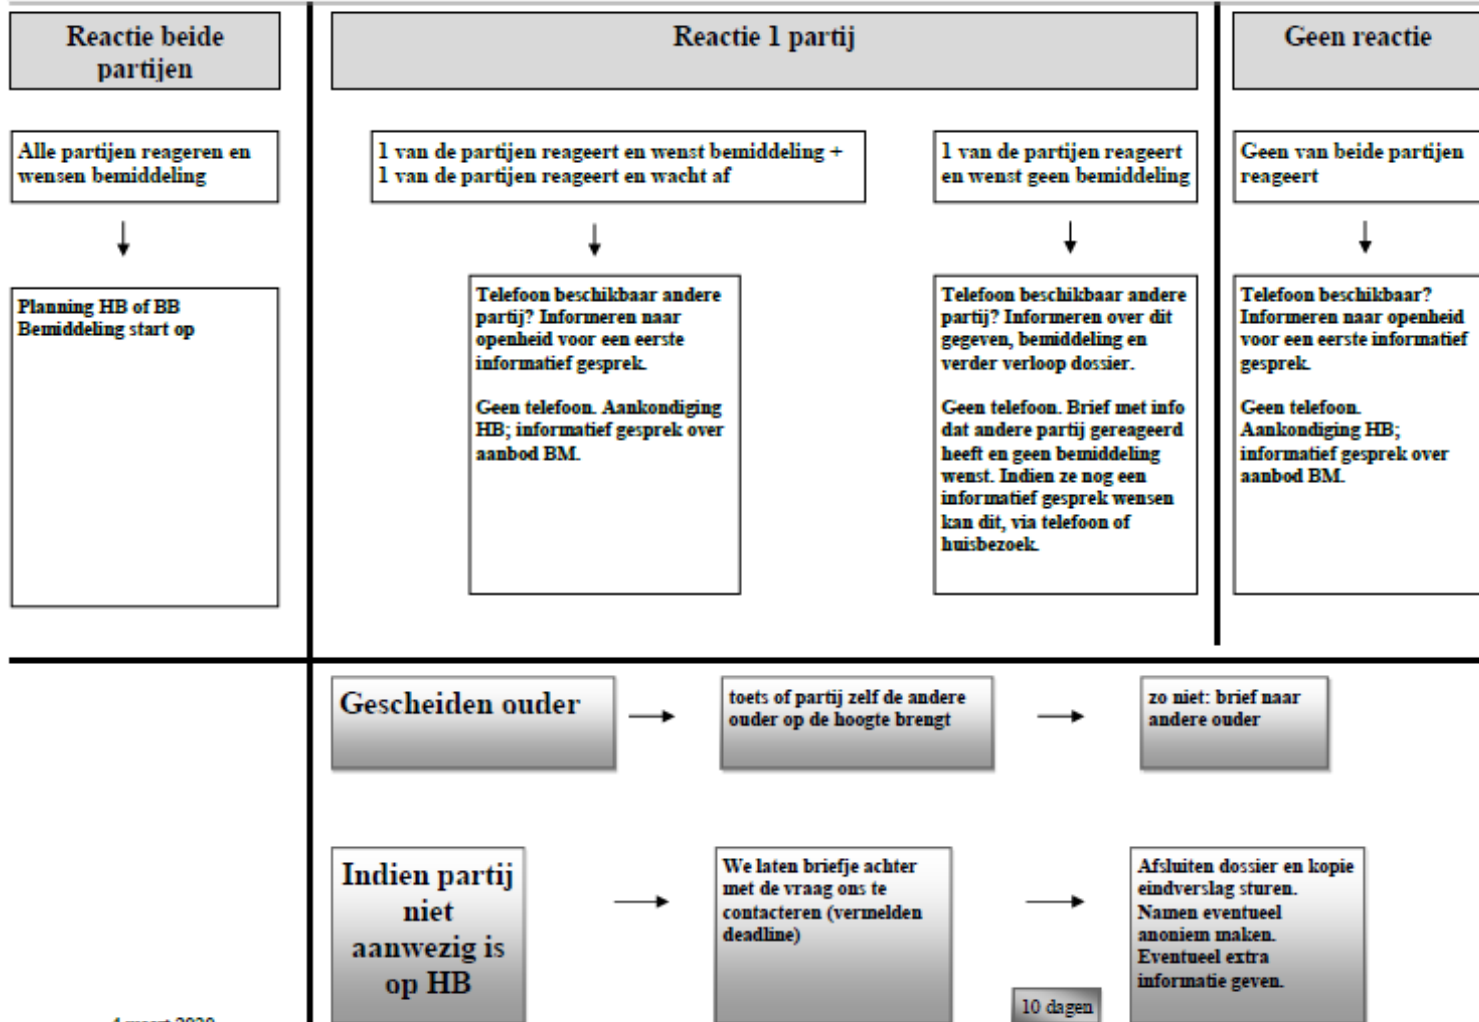 Reactie beide
partijen
Reactie 1 partij
Geen reactie
Alle partijen reageren en
wensen bemiddeling
1 van de partijen reageert en wenst bemiddeling +
1 van de partijen reageert en wacht af
1 van de partijen reageert
en wenst geen bemiddeling
Geen van beide partijen
reageert
Planning HB of BB
Bemiddeling start op
Telefoon beschikbaar andere
partij? Informeren naar
openheid voor een eerste
informatief gesprek.
Geen telefoon. Aankondiging
HB; informatief gesprek over
aanbod BM.
Telefoon beschikbaar andere
partij? Informeren over dit
gegeven, bemiddeling en
verder verloop dossier.
Geen telefoon. Brief met info
dat andere partij gereageerd
heeft en geen bemiddeling
wenst. Indien ze nog een
informatief gesprek wensen
kan dit, via telefoon of
huisbezoek.
Telefoon beschikbaar?
Informeren naar openheid
voor een eerste informatief
gesprek.
Geen telefoon.
Aankondiging HB;
informatief gesprek over
aanbod BM.
Gescheiden ouder
toets of partij zelf de andere
ouder op de hoogte brengt
zo niet: brief naar
andere ouder
Indien partij
niet
aanwezig is
op HB
We laten briefje achter
met de vraag ons te
contacteren (vermelden
deadline)
10 dagen
Afsluiten dossier en kopie
eindverslag sturen.
Namen eventueel
anoniem maken.
Eventueel extra
informatie geven.